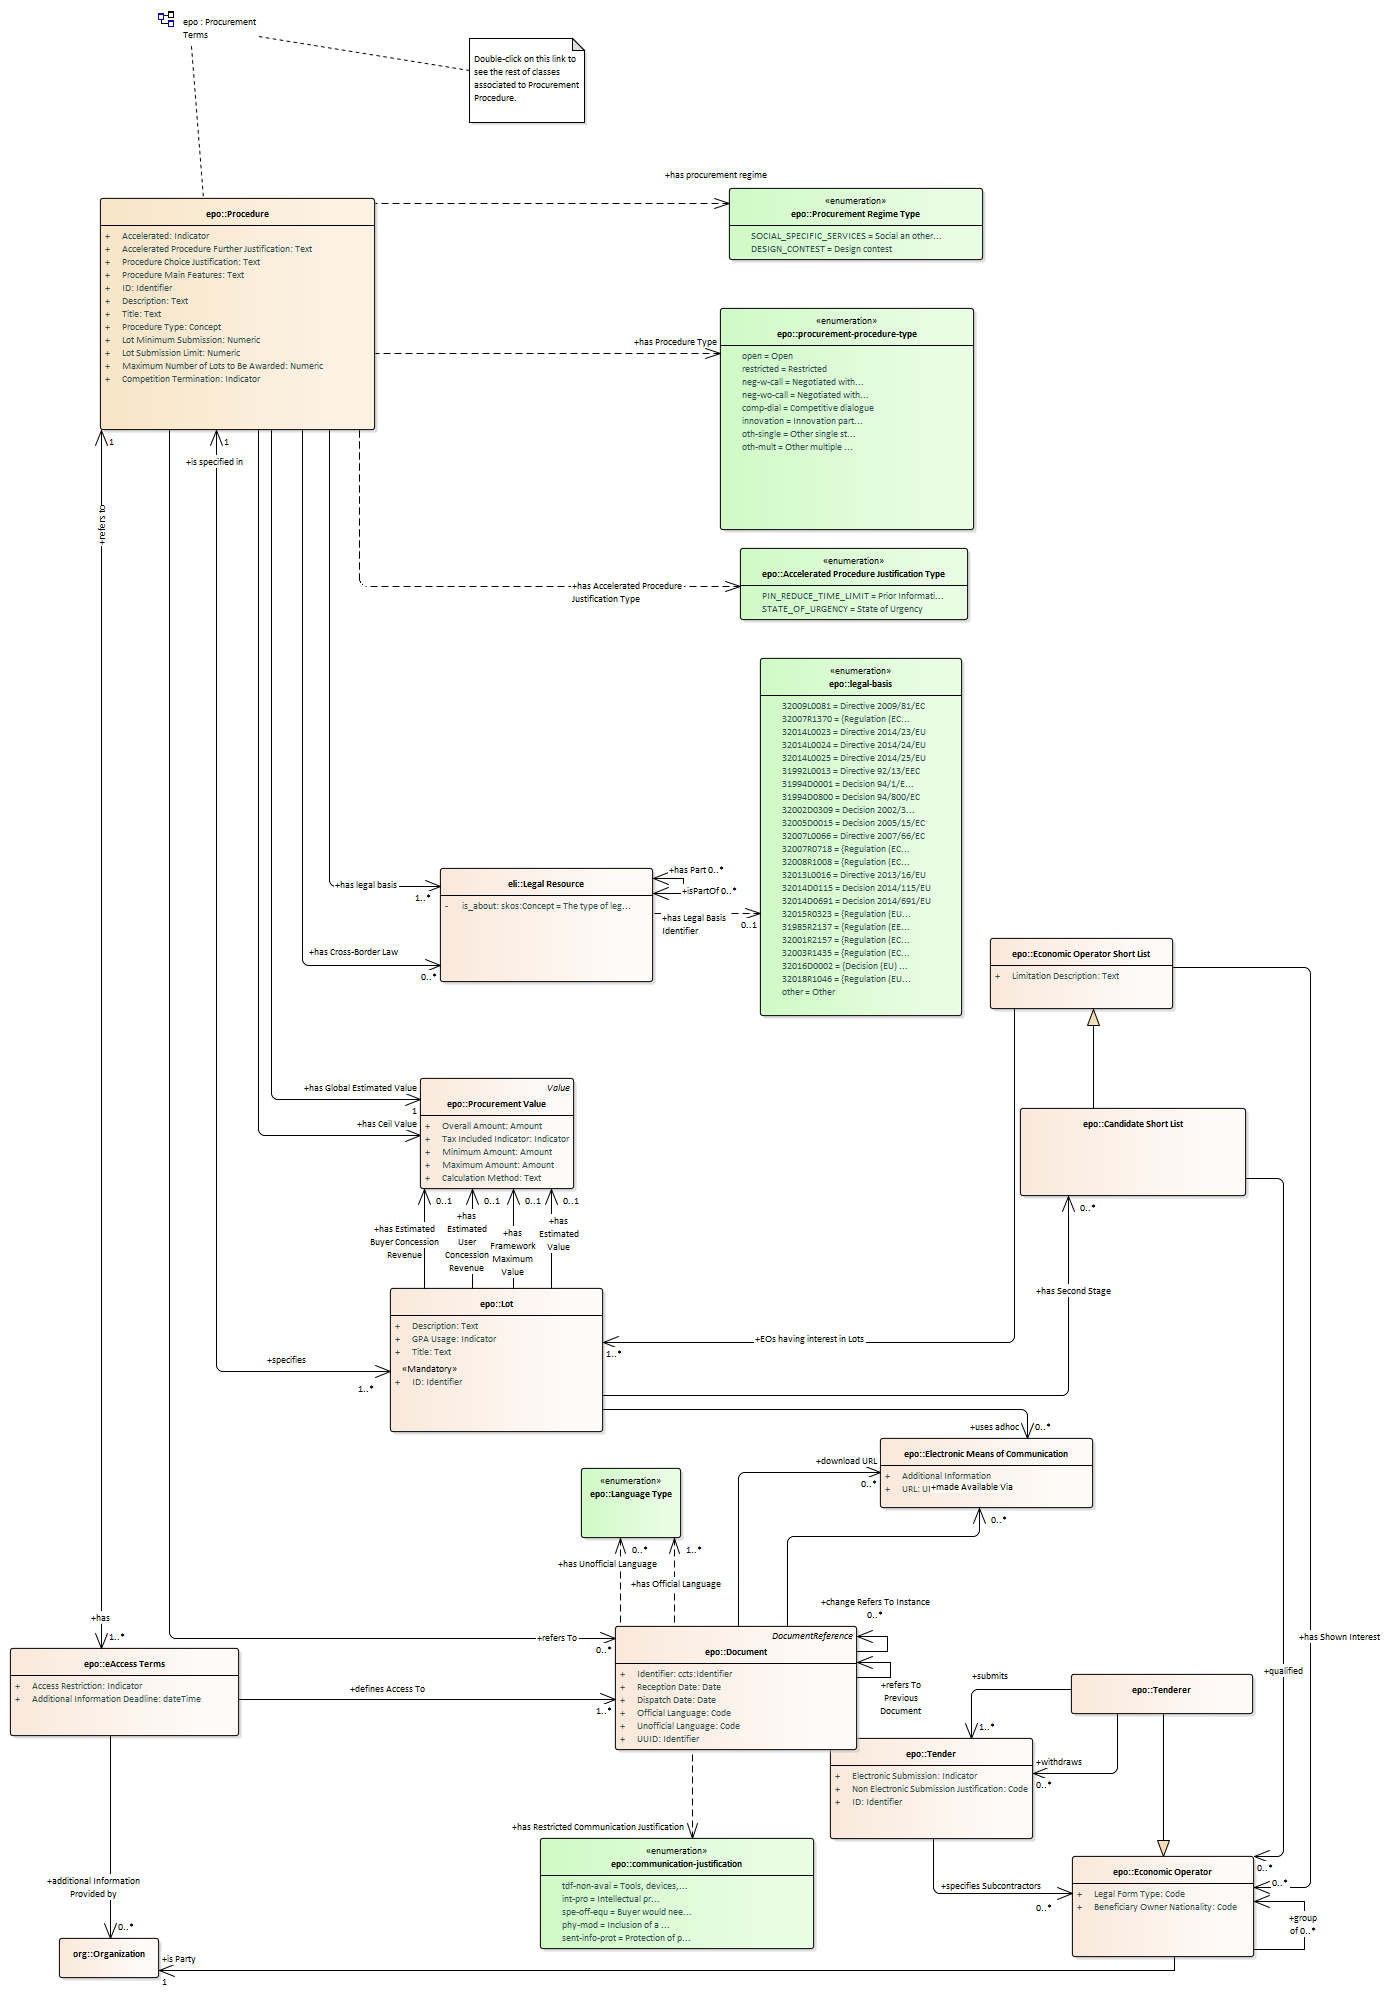 epo : Procurement
Terms
Double-click on this link to
see the rest of classes
associated to Procurement
Procedure.
+has procurement regime
epo::Procedure
+ Accelerated: Indicator
+ Accelerated Procedure Further Justification: Text
+ Procedure Choice Justification: Text
+ Procedure Main Features: Text
+ ID: Identifier
+ Description: Text
+ Title: Text
+ Procedure Type: Concept
+ Lot Minimum Submission: Numeric
+ Lot Submission Limit: Numeric
+ Maximum Number of Lots to Be Awarded: Numeric
+ Competition Termination: Indicator
«enumeration»
epo::Procurement Regime Type
SOCIAL_SPECIFIC_SERVICES = Social an other...
DESIGN_CONTEST = Design contest
+has Procedure Type
«enumeration»
epo::procurement-procedure-type
open = Open
restricted = Restricted
neg-w-call = Negotiated with...
neg-wo-call = Negotiated with...
comp-dial = Competitive dialogue
innovation = Innovation part...
oth-single = Other single st...
oth-mult = Other multiple ...
1
1
+is specified in
+refers to
+has Accelerated Procedure
Justification Type
«enumeration»
epo::Accelerated Procedure Justification Type
PIN_REDUCE_TIME_LIMIT = Prior Informati...
STATE_OF_URGENCY = State of Urgency
«enumeration»
epo::legal-basis
32009L0081 = Directive 2009/81/EC
32007R1370 = {Regulation (EC...
32014L0023 = Directive 2014/23/EU
32014L0024 = Directive 2014/24/EU
32014L0025 = Directive 2014/25/EU
31992L0013 = Directive 92/13/EEC
31994D0001 = Decision 94/1/E...
31994D0800 = Decision 94/800/EC
32002D0309 = Decision 2002/3...
32005D0015 = Decision 2005/15/EC
32007L0066 = Directive 2007/66/EC
32007R0718 = {Regulation (EC...
32008R1008 = {Regulation (EC...
32013L0016 = Directive 2013/16/EU
32014D0115 = Decision 2014/115/EU
32014D0691 = Decision 2014/691/EU
32015R0323 = {Regulation (EU...
31985R2137 = {Regulation (EE...
32001R2157 = {Regulation (EC...
32003R1435 = {Regulation (EC...
32016D0002 = {Decision (EU) ...
32018R1046 = {Regulation (EU...
other = Other
+has legal basis
1..*
+has Cross-Border Law
0..*
eli::Legal Resource
- is_about: skos:Concept = The type of leg...
+has Part 0..*
+isPartOf 0..*
+has Legal Basis
Identifier
0..1
epo::Economic Operator Short List
+ Limitation Description: Text
epo::Candidate Short List
+has Global Estimated Value
1
+has Ceil Value
Value
epo::Procurement Value
+ Overall Amount: Amount
+ Tax Included Indicator: Indicator
+ Minimum Amount: Amount
+ Maximum Amount: Amount
+ Calculation Method: Text
0..1
0..1
0..1
0..1
+has Estimated
Buyer Concession
Revenue
+has
Estimated
User
Concession
Revenue
+has
Framework
Maximum
Value
+has
Estimated
Value
0..*
+has Second Stage
epo::Lot
+ Description: Text
+ GPA Usage: Indicator
+ Title: Text
«Mandatory»
+ ID: Identifier
+specifies
1..*
+EOs having interest in Lots
1..*
+uses adhoc
0..*
epo::Electronic Means of Communication
+ Additional Information
+ URL: UI
+made Available Via
+download URL
0..*
0..*
«enumeration»
epo::Language Type
0..*
1..*
+has Unofficial Language
+has Official Language
+change Refers To Instance
0..*
+has
1..*
+refers To
0..*
DocumentReference
epo::Document
+ Identifier: ccts:Identifier
+ Reception Date: Date
+ Dispatch Date: Date
+ Official Language: Code
+ Unofficial Language: Code
+ UUID: Identifier
+refers To
Previous
Document
+has Shown Interest
+qualified
epo::eAccess Terms
+ Access Restriction: Indicator
+ Additional Information Deadline: dateTime
+defines Access To
1..*
+submits
1..*
epo::Tenderer
+withdraws
0..*
epo::Tender
+ Electronic Submission: Indicator
+ Non Electronic Submission Justification: Code
+ ID: Identifier
+has Restricted Communication Justification
«enumeration»
epo::communication-justification
tdf-non-avai = Tools, devices,...
int-pro = Intellectual pr...
spe-off-equ = Buyer would nee...
phy-mod = Inclusion of a ...
sent-info-prot = Protection of p...
+specifies Subcontractors
0..*
epo::Economic Operator
+ Legal Form Type: Code
+ Beneficiary Owner Nationality: Code
0..*
0..*
+group
of 0..*
+additional Information
Provided by
0..*
org::Organization
+is Party
1